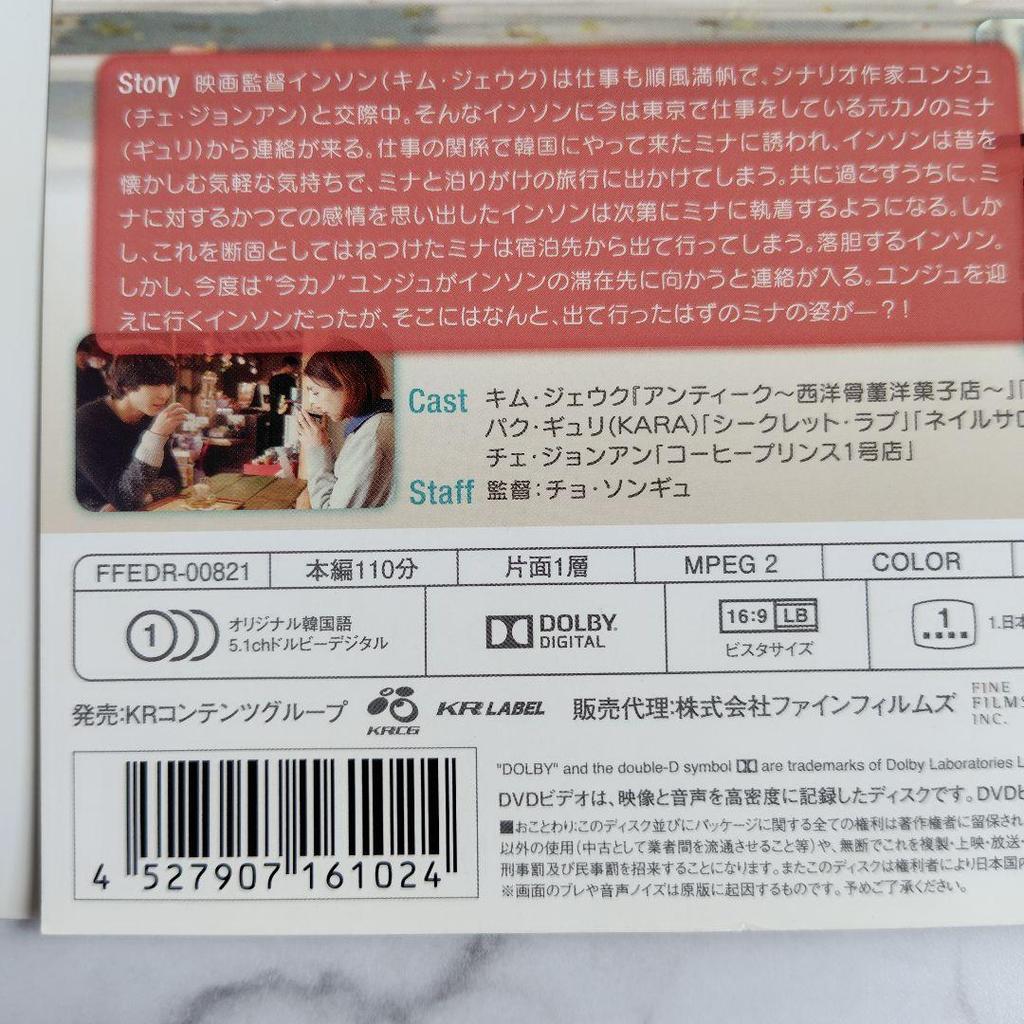 Story 映画監督インソン(キム・ジェウク)は仕事も順風満帆で、シナリオ作家ユンジュ
(チェ・ジョンアン)と交際中。そんなインソンに今は東京で仕事をしている元カノのミナ
(ギュリ)から連絡が来る。仕事の関係で韓国にやって来たミナに誘われ、インソンは昔を
懐かしむ気軽な気持ちで、ミナと泊りがけの旅行に出かけてしまう。共に過ごすうちに、ミ
ナに対するかつての感情を思い出したインソンは次第にミナに執着するようになる。しか
し、これを断固としてはねつけたミナは宿泊先から出て行ってしまう。落胆するインソン。
しかし、今度は"今カノ"ユンジュがインソンの滞在先に向かうと連絡が入る。ユンジュを迎
えに行くインソンだったが、そこにはなんと、出て行ったはずのミナの姿が―?!
Cast キム・ジェウク『アンティーク〜西洋骨董洋菓子店〜』
パク・ギュリ(KARA)「シークレット・ラブ」「ネイルサロ
チェ・ジョンアン「コーヒープリンス1号店」
Staff 監督:チョ・ソンギュ
FFEDR-00821 本編110分 片面1層 MPEG 2 COLOR
1 オリジナル韓国語
5.1chドルビーデジタル
DOLBY DIGITAL
16:9 LB
ビスタサイズ
1 1.日本
発売:KRコンテンツグループ KRCG KR LABEL 販売代理:株式会社ファインフィルムズ FINE FILMS INC.
"DOLBY" and the double-D symbol are trademarks of Dolby Laboratories L
DVDビデオは、映像と音声を高密度に記録したディスクです。DVDビ
■おことわり:このディスク並びにパッケージに関する全ての権利は著作権者に留保され
以外の使用(中古として業者間を流通させること等)や、無断でこれを複製・上映・放送・
刑事罰及び民事罰を招来することになります。またこのディスクは権利者により日本国内
※画面のブレや音声ノイズは原版に起因するものです。予めご了承ください。
4 527907 161024